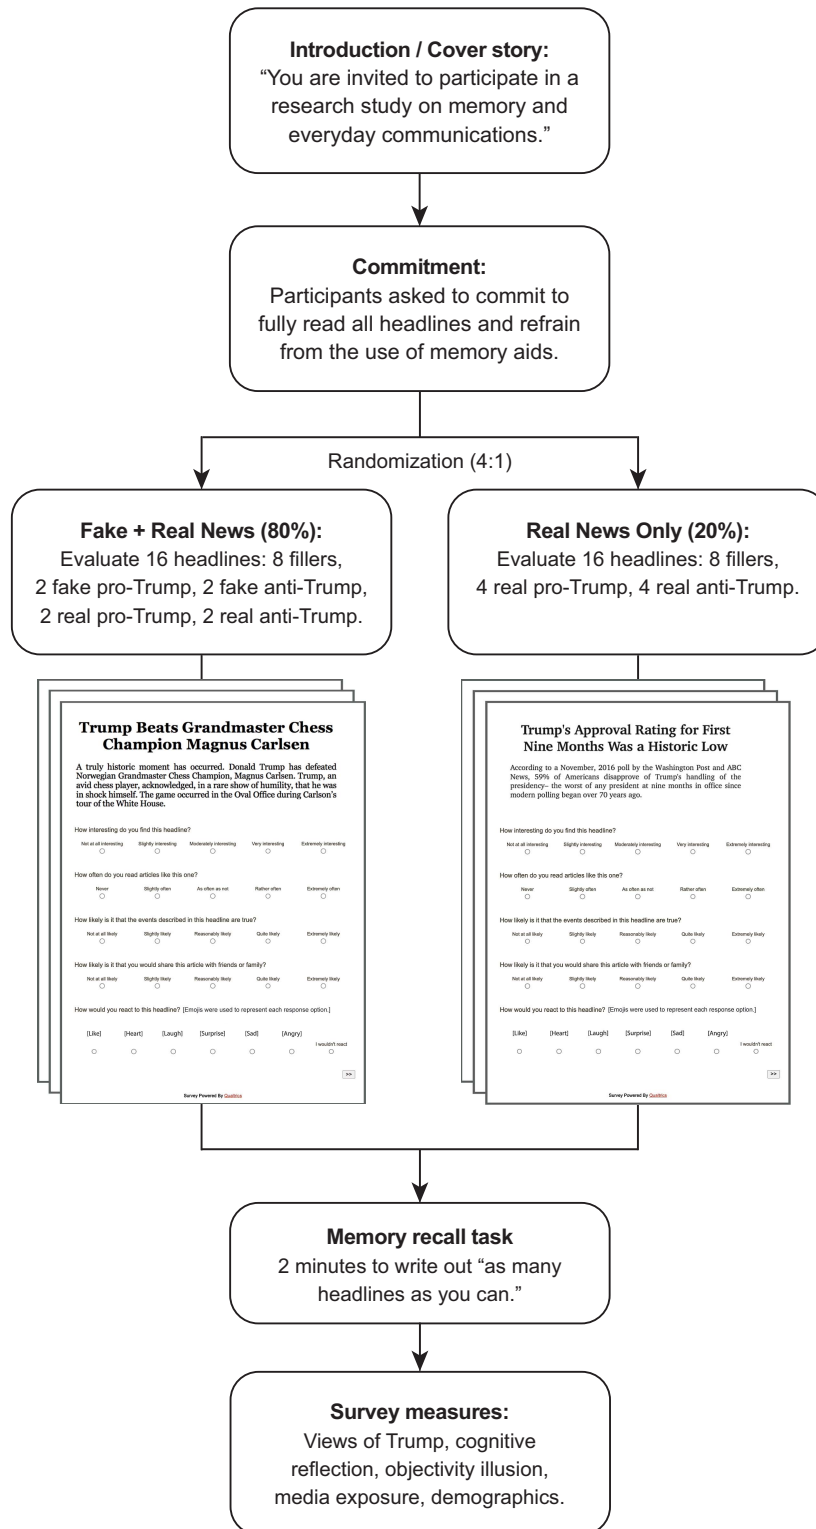 Introduction / Cover story:
“You are invited to participate in a
research study on memory and
everyday communications.”
Commitment:
Participants asked to commit to
fully read all headlines and refrain
from the use of memory aids.
Randomization (4:1)
Fake + Real News (80%):
Evaluate 16 headlines: 8 fillers,
2 fake pro-Trump, 2 fake anti-Trump,
2 real pro-Trump, 2 real anti-Trump.
Real News Only (20%):
Evaluate 16 headlines: 8 fillers,
4 real pro-Trump, 4 real anti-Trump.
Trump Beats Grandmaster Chess
Champion Magnus Carlsen
A truly historic moment has occurred. Donald Trump has defeated
Norwegian Grandmaster Chess Champion, Magnus Carlsen. Trump, an
avid chess player, acknowledged, in a rare show of humility, that he was
in shock himself. The game occurred in the Oval Office during Carlson's
tour of the White House.
How interesting do you find this headline?
Not at all interesting Slightly interesting Moderately interesting Very interesting Extremely interesting
How often do you read articles like this one?
Never Slightly often As often as not Rather often Extremely often
How likely is it that the events described in this headline are true?
Not at all likely Slightly likely Reasonably likely Quite likely Extremely likely
How likely is it that you would share this article with friends or family?
Not at all likely Slightly likely Reasonably likely Quite likely Extremely likely
How would you react to this headline? [Emojis were used to represent each response option.]
[Like] [Heart] [Laugh] [Surprise] [Sad] [Angry]
I wouldn't react
>>
Survey Powered By Qualtrics
Trump's Approval Rating for First
Nine Months Was a Historic Low
According to a November, 2016 poll by the Washington Post and ABC
News, 59% of Americans disapprove of Trump's handling of the
presidency– the worst of any president at nine months in office since
modern polling began over 70 years ago.
How interesting do you find this headline?
Not at all interesting Slightly interesting Moderately interesting Very interesting Extremely interesting
How often do you read articles like this one?
Never Slightly often As often as not Rather often Extremely often
How likely is it that the events described in this headline are true?
Not at all likely Slightly likely Reasonably likely Quite likely Extremely likely
How likely is it that you would share this article with friends or family?
Not at all likely Slightly likely Reasonably likely Quite likely Extremely likely
How would you react to this headline? [Emojis were used to represent each response option.]
[Like] [Heart] [Laugh] [Surprise] [Sad] [Angry]
I wouldn't react
>>
Survey Powered By Qualtrics
Memory recall task
2 minutes to write out “as many
headlines as you can.”
Survey measures:
Views of Trump, cognitive
reflection, objectivity illusion,
media exposure, demographics.